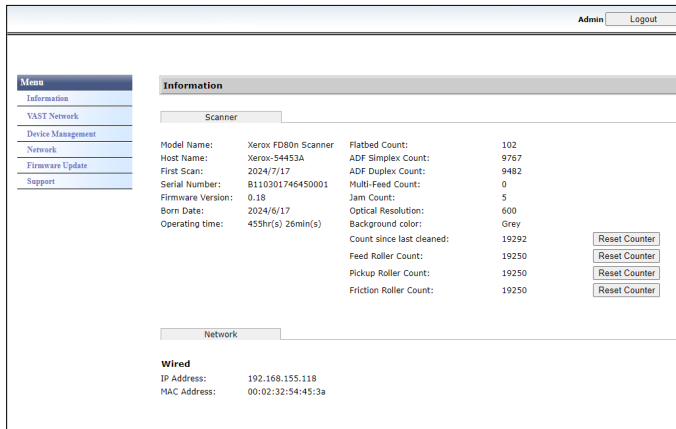 Admin Logout
Menu
Information
VAST Network
Device Management
Network
Firmware Update
Support
Information
Scanner
Model Name: Xerox FD80n Scanner Flatbed Count: 102
Host Name: Xerox-54453A ADF Simplex Count: 9767
First Scan: 2024/7/17 ADF Duplex Count: 9482
Serial Number: B110301746450001 Multi-Feed Count: 0
Firmware Version: 0.18 Jam Count: 5
Born Date: 2024/6/17 Optical Resolution: 600
Operating time: 455hr(s) 26min(s) Background color: Grey
Count since last cleaned: 19292 Reset Counter
Feed Roller Count: 19250 Reset Counter
Pickup Roller Count: 19250 Reset Counter
Friction Roller Count: 19250 Reset Counter
Network
Wired
IP Address: 192.168.155.118
MAC Address: 00:02:32:54:45:3a